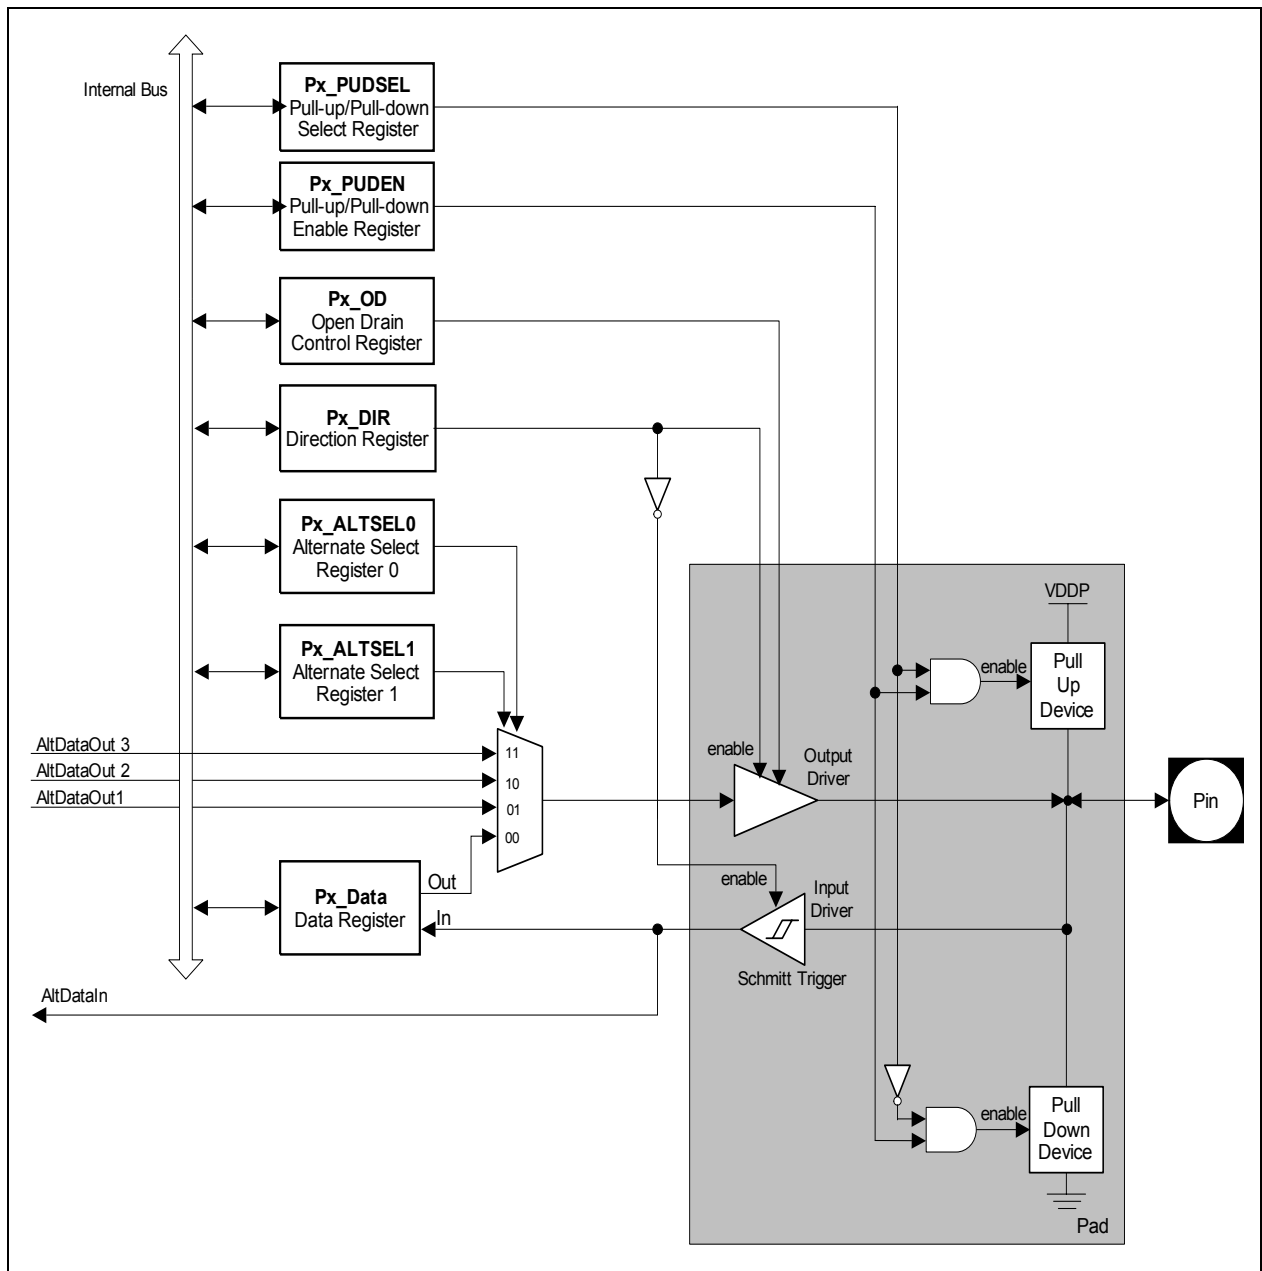 Internal Bus
Px_PUDSEL
Pull-up/Pull-down
Select Register
Px_PUDEN
Pull-up/Pull-down
Enable Register
Px_OD
Open Drain
Control Register
Px_DIR
Direction Register
Px_ALTSEL0
Alternate Select
Register 0
Px_ALTSEL1
Alternate Select
Register 1
AltDataOut 3
AltDataOut 2
AltDataOut1
11
10
01
00
Px_Data
Data Register
Out
In
AltDataIn
enable
Output
Driver
enable
Input
Driver
Schmitt Trigger
VDDP
enable
Pull
Up
Device
Pin
enable
Pull
Down
Device
Pad